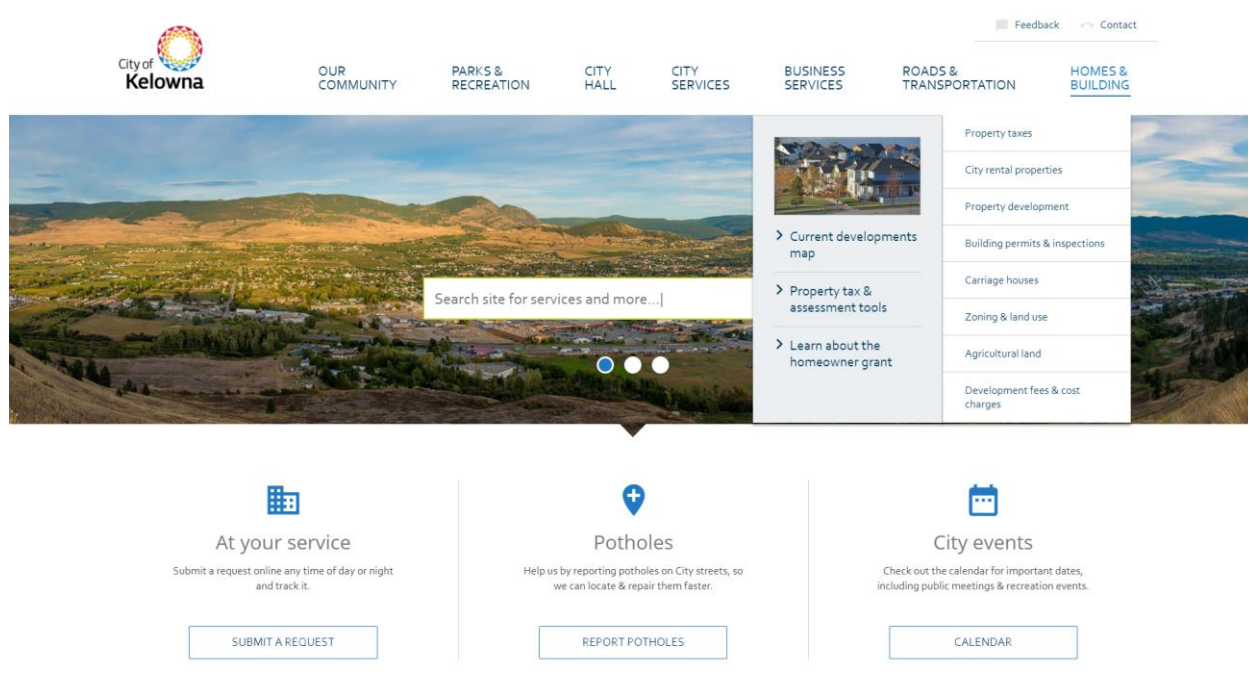 Feedback
Contact
City of
Kelowna
OUR
COMMUNITY
PARKS &
RECREATION
CITY
HALL
CITY
SERVICES
BUSINESS
SERVICES
ROADS &
TRANSPORTATION
HOMES &
BUILDING
Search site for services and more...|
Current developments
map
Property tax &
assessment tools
Learn about the
homeowner grant
Property taxes
City rental properties
Property development
Building permits & inspections
Carriage houses
Zoning & land use
Agricultural land
Development fees & cost
charges
At your service
Submit a request online any time of day or night
and track it.
SUBMIT A REQUEST
Potholes
Help us by reporting potholes on City streets, so
we can locate & repair them faster.
REPORT POTHOLES
City events
Check out the calendar for important dates,
including public meetings & recreation events.
CALENDAR